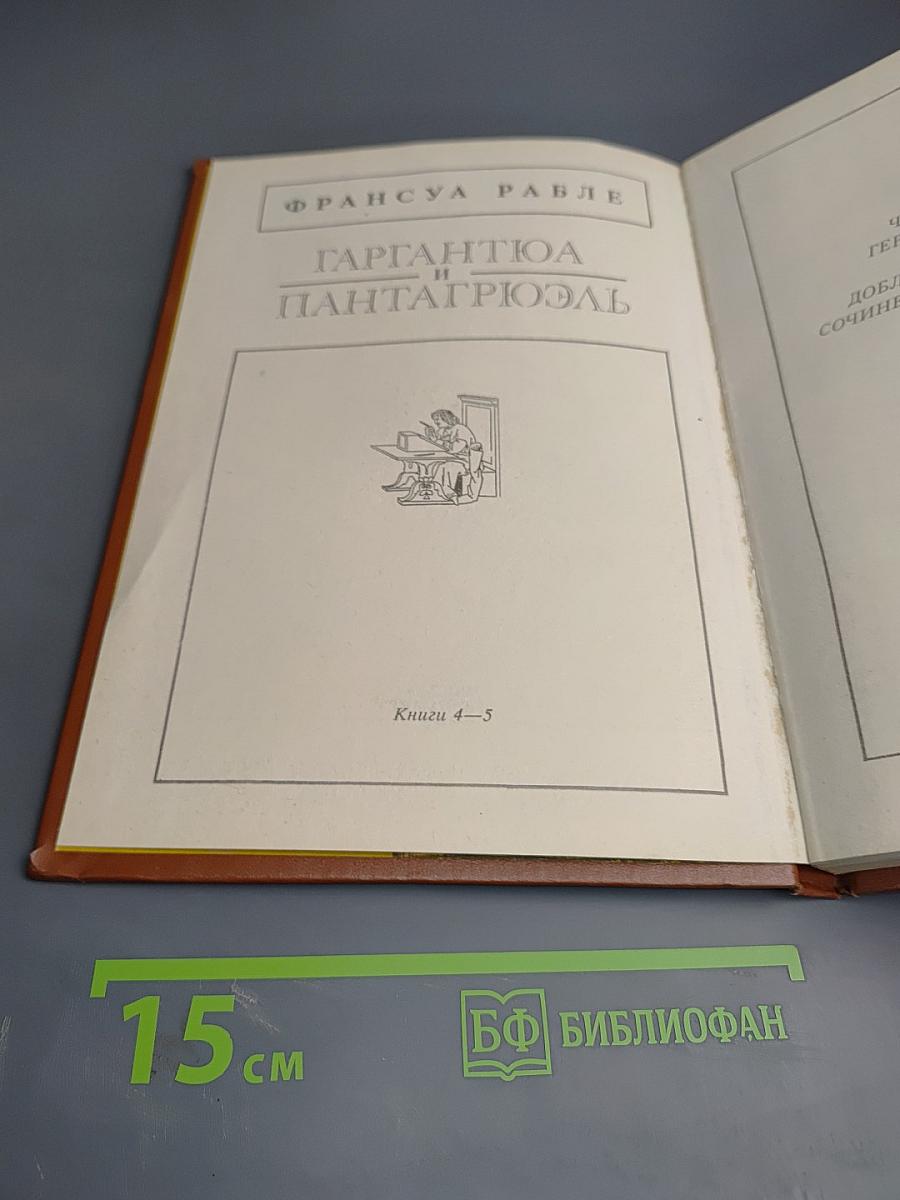 ФРАНСУА РАБЛЕ
ГАРГАНТЮА
И
ПАНТАГРЮЭЛЬ
Книги 4—5
15 см
БФ БИБЛИОФАН